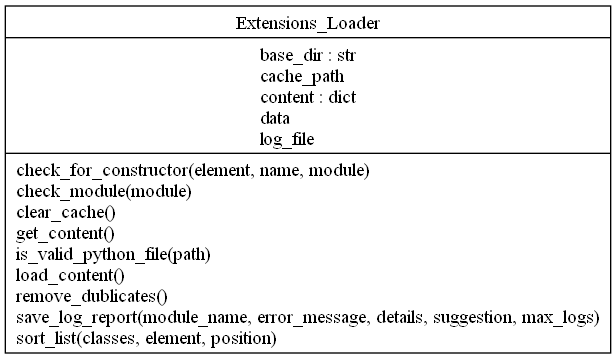 Extensions_Loader
base_dir : str
cache_path
content : dict
data
log_file
check_for_constructor(element, name, module)
check_module(module)
clear_cache()
get_content()
is_valid_python_file(path)
load_content()
remove_dublicates()
save_log_report(module_name, error_message, details, suggestion, max_logs)
sort_list(classes, element, position)